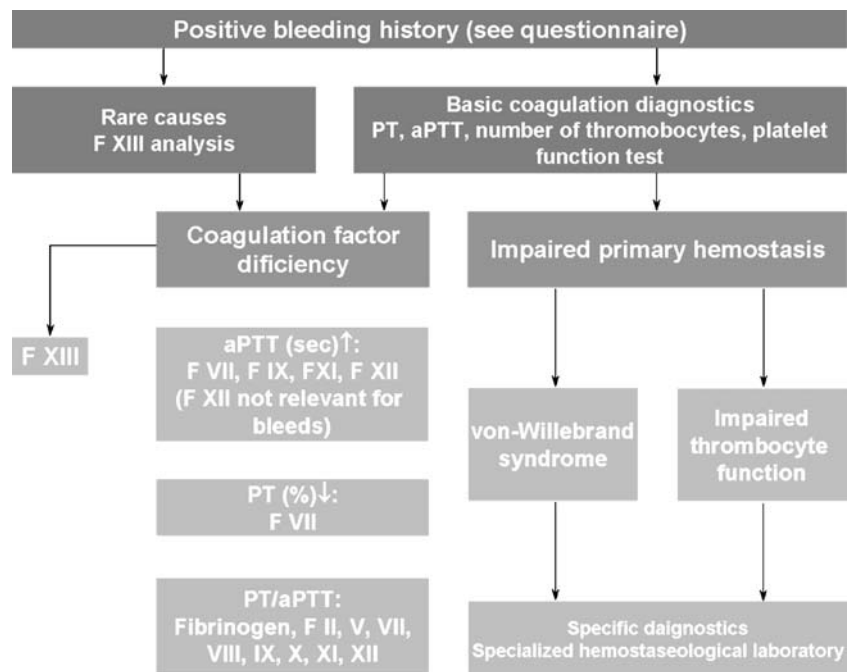 Positive bleeding history (see questionnaire)
Rare causes
F XIII analysis
Basic coagulation diagnostics
PT, aPTT, number of thromobocytes, platelet
function test
Coagulation factor
dificiency
Impaired primary hemostasis
F XIII
aPTT (sec)↑:
F VII, F IX, FXI, F XII
(F XII not relevant for
bleeds)
von-Willebrand
syndrome
Impaired
thrombocyte
function
PT (%)↓:
F VII
PT/aPTT:
Fibrinogen, F II, V, VII,
VIII, IX, X, XI, XII
Specific daignostics
Specialized hemostaseological laboratory